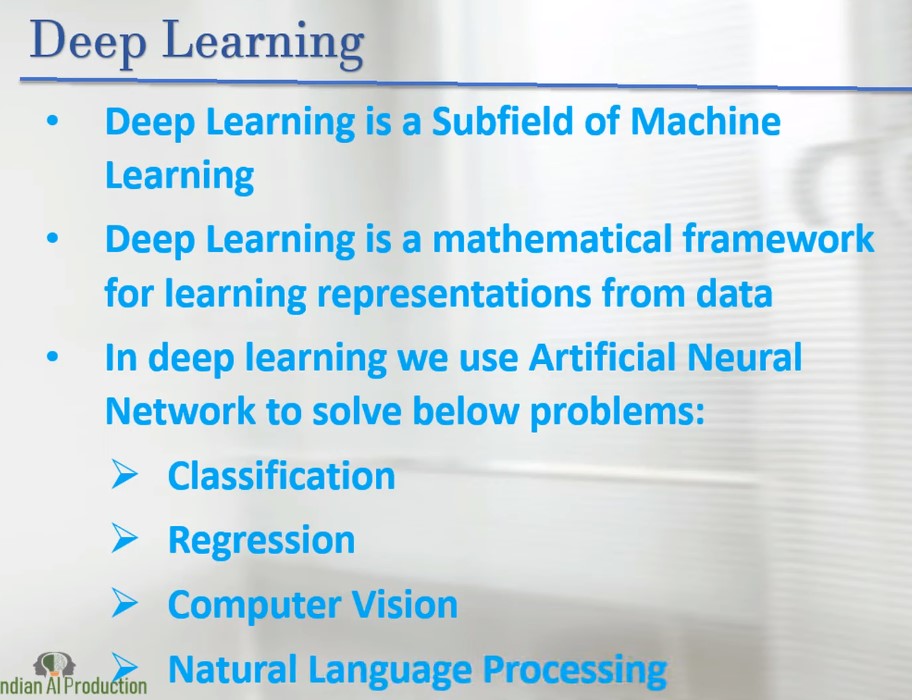 Deep Learning
• Deep Learning is a Subfield of Machine
Learning
• Deep Learning is a mathematical framework
for learning representations from data
• In deep learning we use Artificial Neural
Network to solve below problems:
➢ Classification
➢ Regression
➢ Computer Vision
➢ Natural Language Processing
ndian AI Production